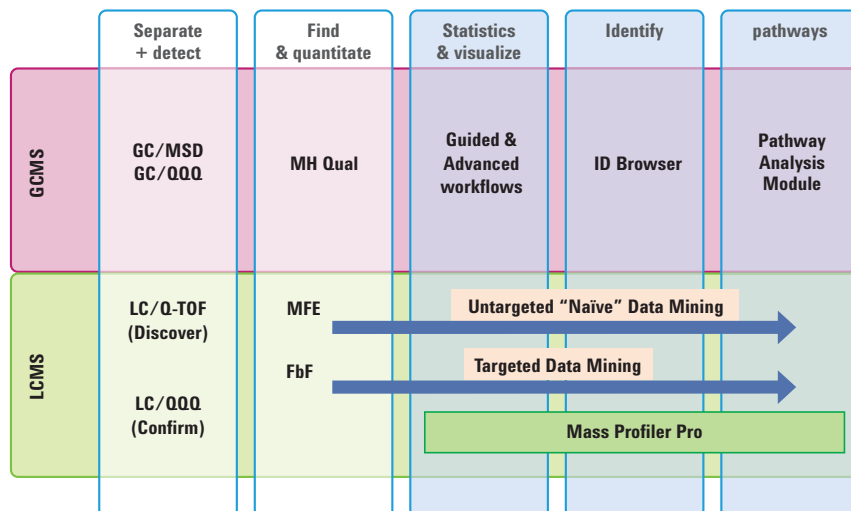 Separate
+ detect
Find
& quantitate
Statistics
& visualize
Identify
pathways
GCMS
GC/MSD
GC/QQQ
MH Qual
Guided &
Advanced
workflows
ID Browser
Pathway
Analysis
Module
LCMS
LC/Q-TOF
(Discover)
MFE
Untargeted “Naïve” Data Mining
FbF
Targeted Data Mining
LC/QQQ
(Confirm)
Mass Profiler Pro